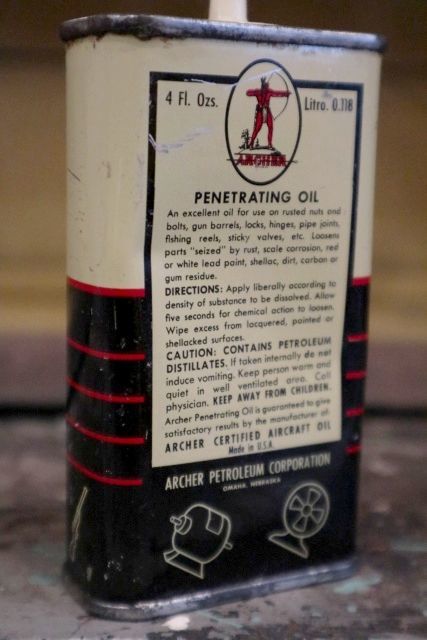 4 Fl. Ozs.
Litro. 0.118
ARCHER
PENETRATING OIL
An excellent oil for use on rusted nuts and
bolts, gun barrels, locks, hinges, pipe joints,
fishing reels, sticky valves, etc. Loosens
parts "seized" by rust, scale corrosion, red
or white lead paint, shellac, dirt, carbon or
gum residue.
DIRECTIONS: Apply liberally according to
density of substance to be dissolved. Allow
five seconds for chemical action to loosen.
Wipe excess from lacquered, painted or
shellacked surfaces.
CAUTION: CONTAINS PETROLEUM
DISTILLATES. If taken internally do not
induce vomiting. Keep person warm and
quiet in well ventilated area. Call
physician. KEEP AWAY FROM CHILDREN.
Archer Penetrating Oil is guaranteed to give
satisfactory results by the manufacturer of:
ARCHER CERTIFIED AIRCRAFT OIL
Made in U.S.A.
ARCHER PETROLEUM CORPORATION
OMAHA, NEBRASKA